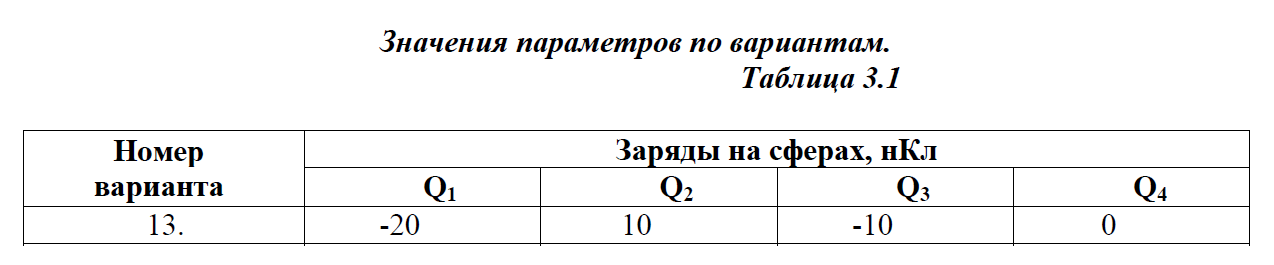 Значения параметров по вариантам.
Таблица 3.1
Номер варианта
Заряды на сферах, нКл
Q1 Q2 Q3 Q4
13. -20 10 -10 0